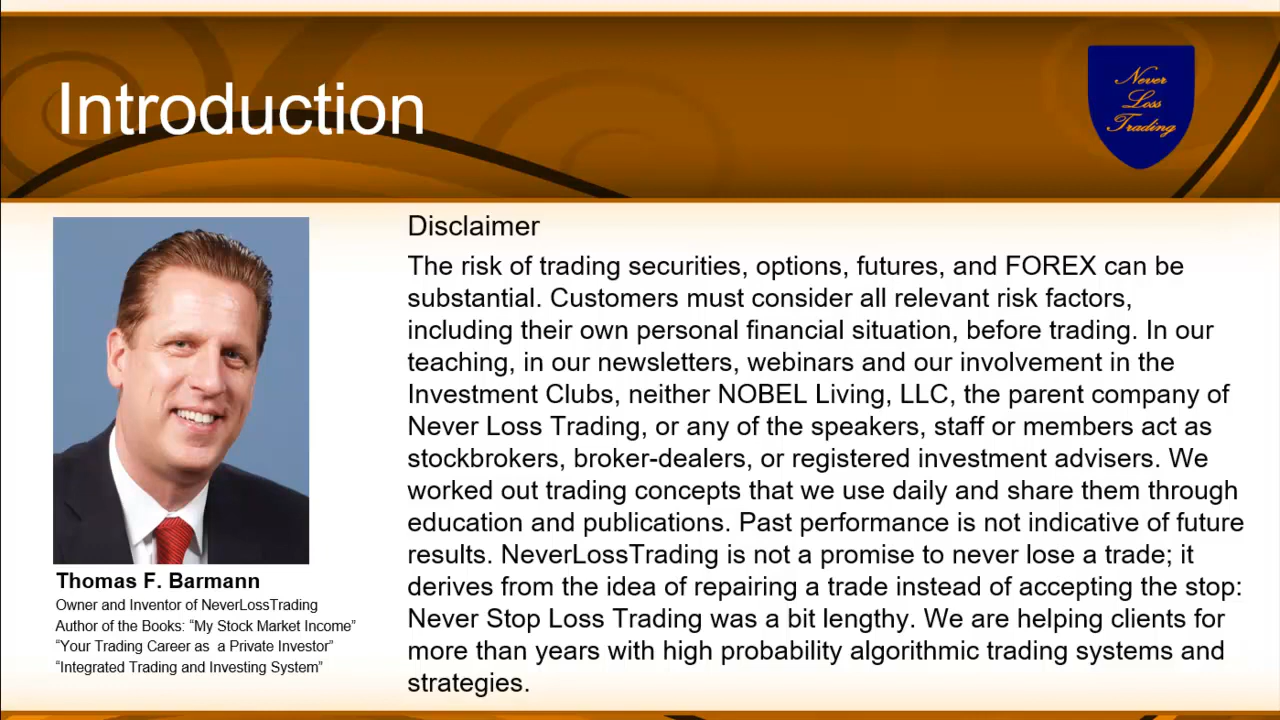 Introduction
Never
Loss
Trading
Disclaimer
The risk of trading securities, options, futures, and FOREX can be
substantial. Customers must consider all relevant risk factors,
including their own personal financial situation, before trading. In our
teaching, in our newsletters, webinars and our involvement in the
Investment Clubs, neither NOBEL Living, LLC, the parent company of
Never Loss Trading, or any of the speakers, staff or members act as
stockbrokers, broker-dealers, or registered investment advisers. We
worked out trading concepts that we use daily and share them through
education and publications. Past performance is not indicative of future
results. NeverLossTrading is not a promise to never lose a trade; it
derives from the idea of repairing a trade instead of accepting the stop:
Never Stop Loss Trading was a bit lengthy. We are helping clients for
more than years with high probability algorithmic trading systems and
strategies.
Thomas F. Barmann
Owner and Inventor of NeverLossTrading
Author of the Books: “My Stock Market Income”
“Your Trading Career as a Private Investor”
“Integrated Trading and Investing System”